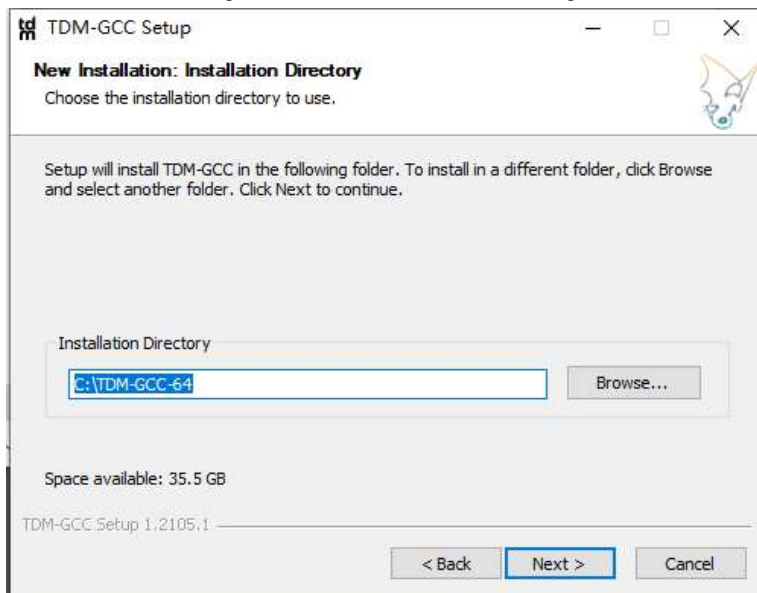 TDM-GCC Setup
New Installation: Installation Directory
Choose the installation directory to use.
Setup will install TDM-GCC in the following folder. To install in a different folder, click Browse
and select another folder. Click Next to continue.
Installation Directory
C:\TDM-GCC-64
Browse...
Space available: 35.5 GB
TDM-GCC Setup 1.2105.1
< Back
Next >
Cancel